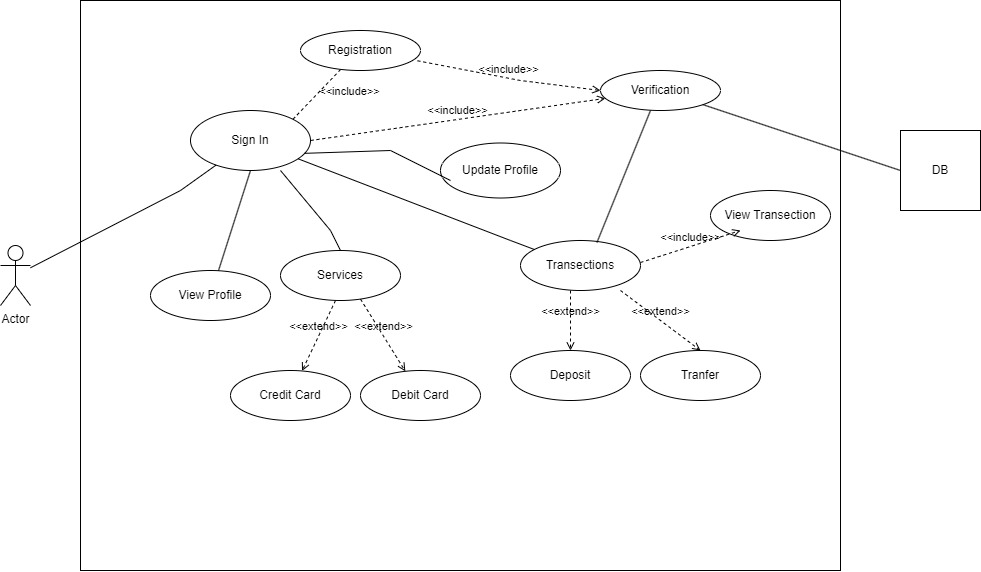 Registration
<<include>>
Verification
<<include>>
<<include>>
Sign In
Update Profile
DB
View Transection
<<include>>
Transections
Services
View Profile
Actor
<<extend>>
<<extend>>
<<extend>>
<<extend>>
Credit Card
Debit Card
Deposit
Tranfer